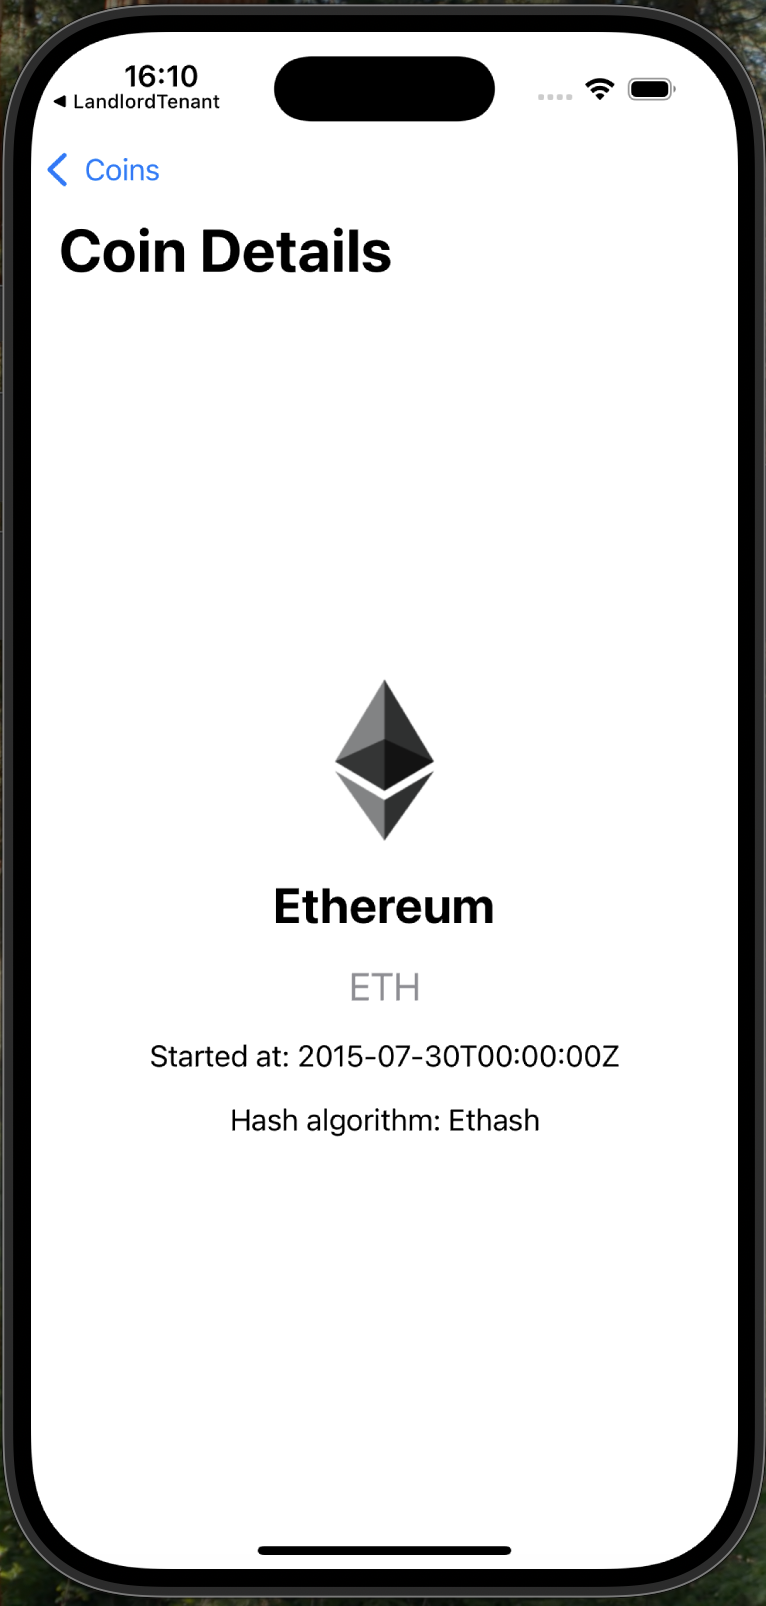 16:10
◀ LandlordTenant
Coins
Coin Details
Ethereum
ETH
Started at: 2015-07-30T00:00:00Z
Hash algorithm: Ethash